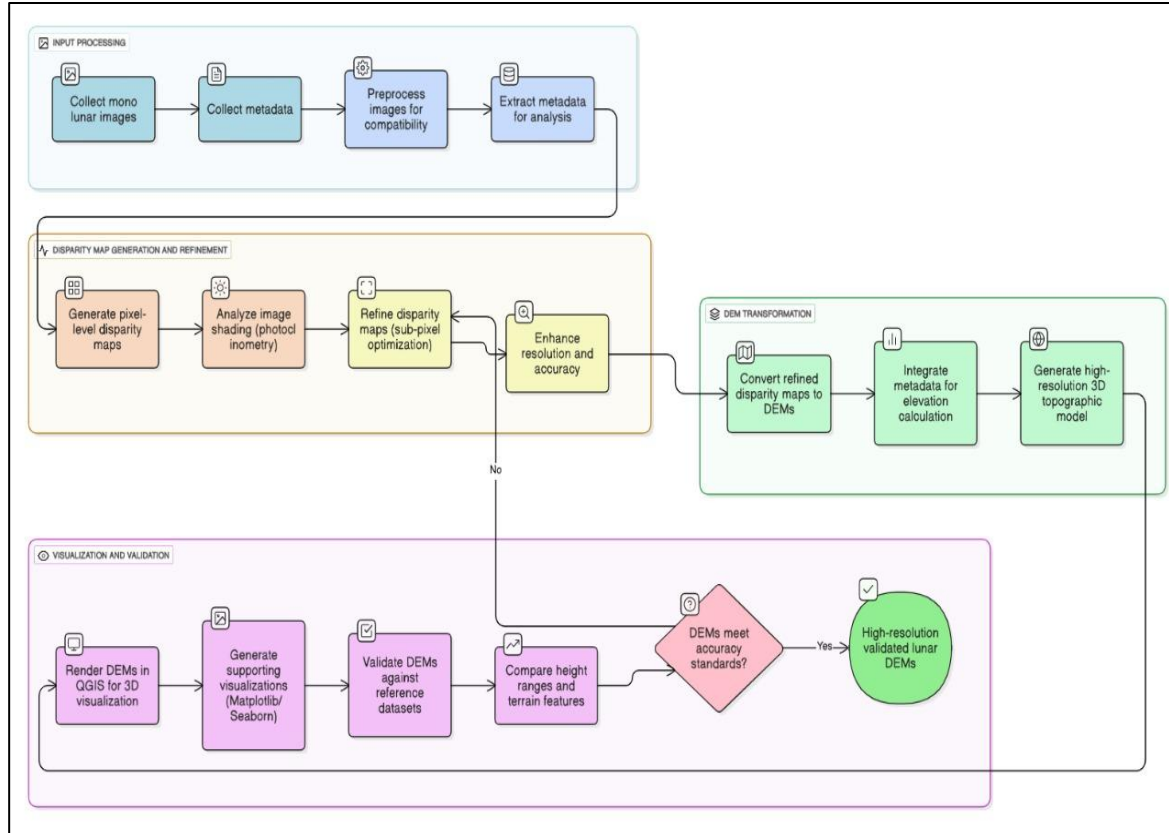 INPUT PROCESSING
Collect mono
lunar images
Collect metadata
Preprocess
images for
compatibility
Extract metadata
for analysis
DISPARITY MAP GENERATION AND REFINEMENT
Generate pixel-
level disparity
maps
Analyze image
shading (photocl
inometry)
Refine disparity
maps (sub-pixel
optimization)
Enhance
resolution and
accuracy
DEM TRANSFORMATION
Convert refined
disparity maps to
DEMs
Integrate
metadata for
elevation
calculation
Generate high-
resolution 3D
topographic
model
No
VISUALIZATION AND VALIDATION
Render DEMs in
QGIS for 3D
visualization
Generate
supporting
visualizations
(Matplotlib/
Seaborn)
Validate DEMs
against
reference
datasets
Compare height
ranges and
terrain features
DEMs meet
accuracy
standards?
Yes
High-resolution
validated lunar
DEMs